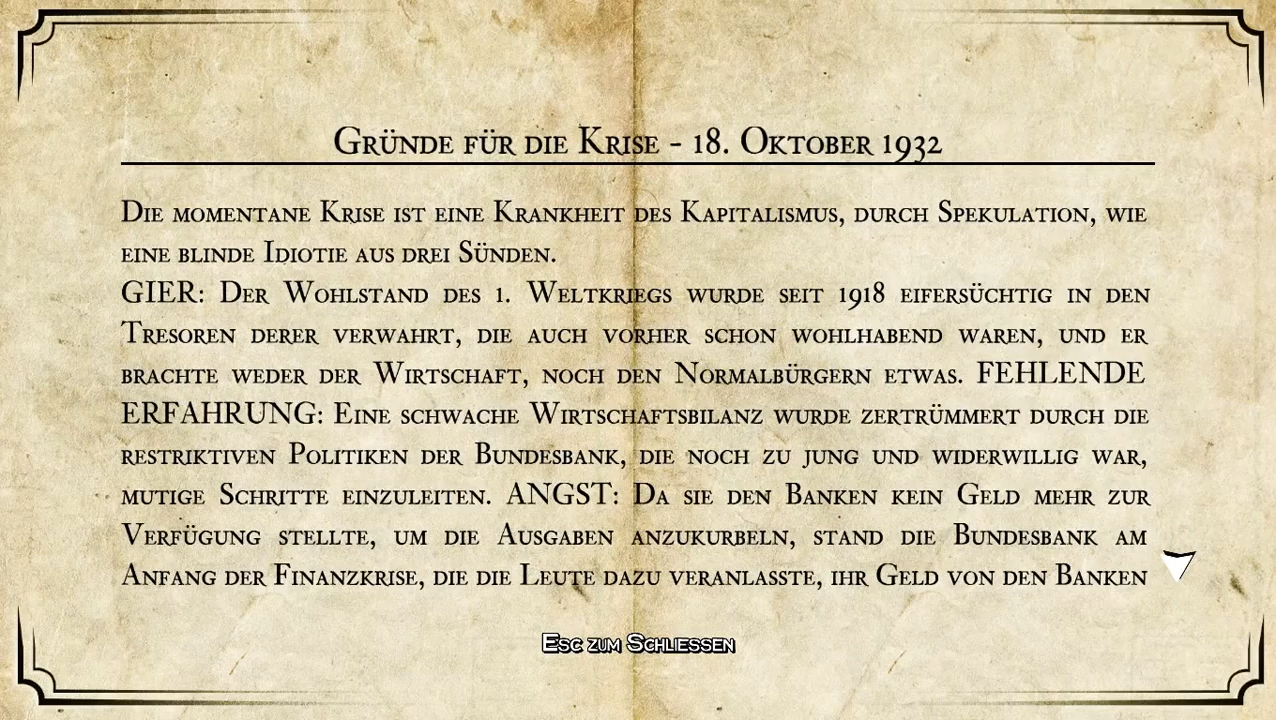 Gründe für die Krise - 18. Oktober 1932
Die momentane Krise ist eine Krankheit des Kapitalismus, durch Spekulation, wie
eine blinde Idiotie aus drei Sünden.
GIER: Der Wohlstand des 1. Weltkriegs wurde seit 1918 eifersüchtig in den
Tresoren derer verwahrt, die auch vorher schon wohlhabend waren, und er
brachte weder der Wirtschaft, noch den Normalbürgern etwas. FEHLENDE
ERFAHRUNG: Eine schwache Wirtschaftsbilanz wurde zertrümmert durch die
restriktiven Politiken der Bundesbank, die noch zu jung und widerwillig war,
mutige Schritte einzuleiten. ANGST: Da sie den Banken kein Geld mehr zur
Verfügung stellte, um die Ausgaben anzukurbeln, stand die Bundesbank am
Anfang der Finanzkrise, die die Leute dazu veranlasste, ihr Geld von den Banken
Esc zum Schliessen